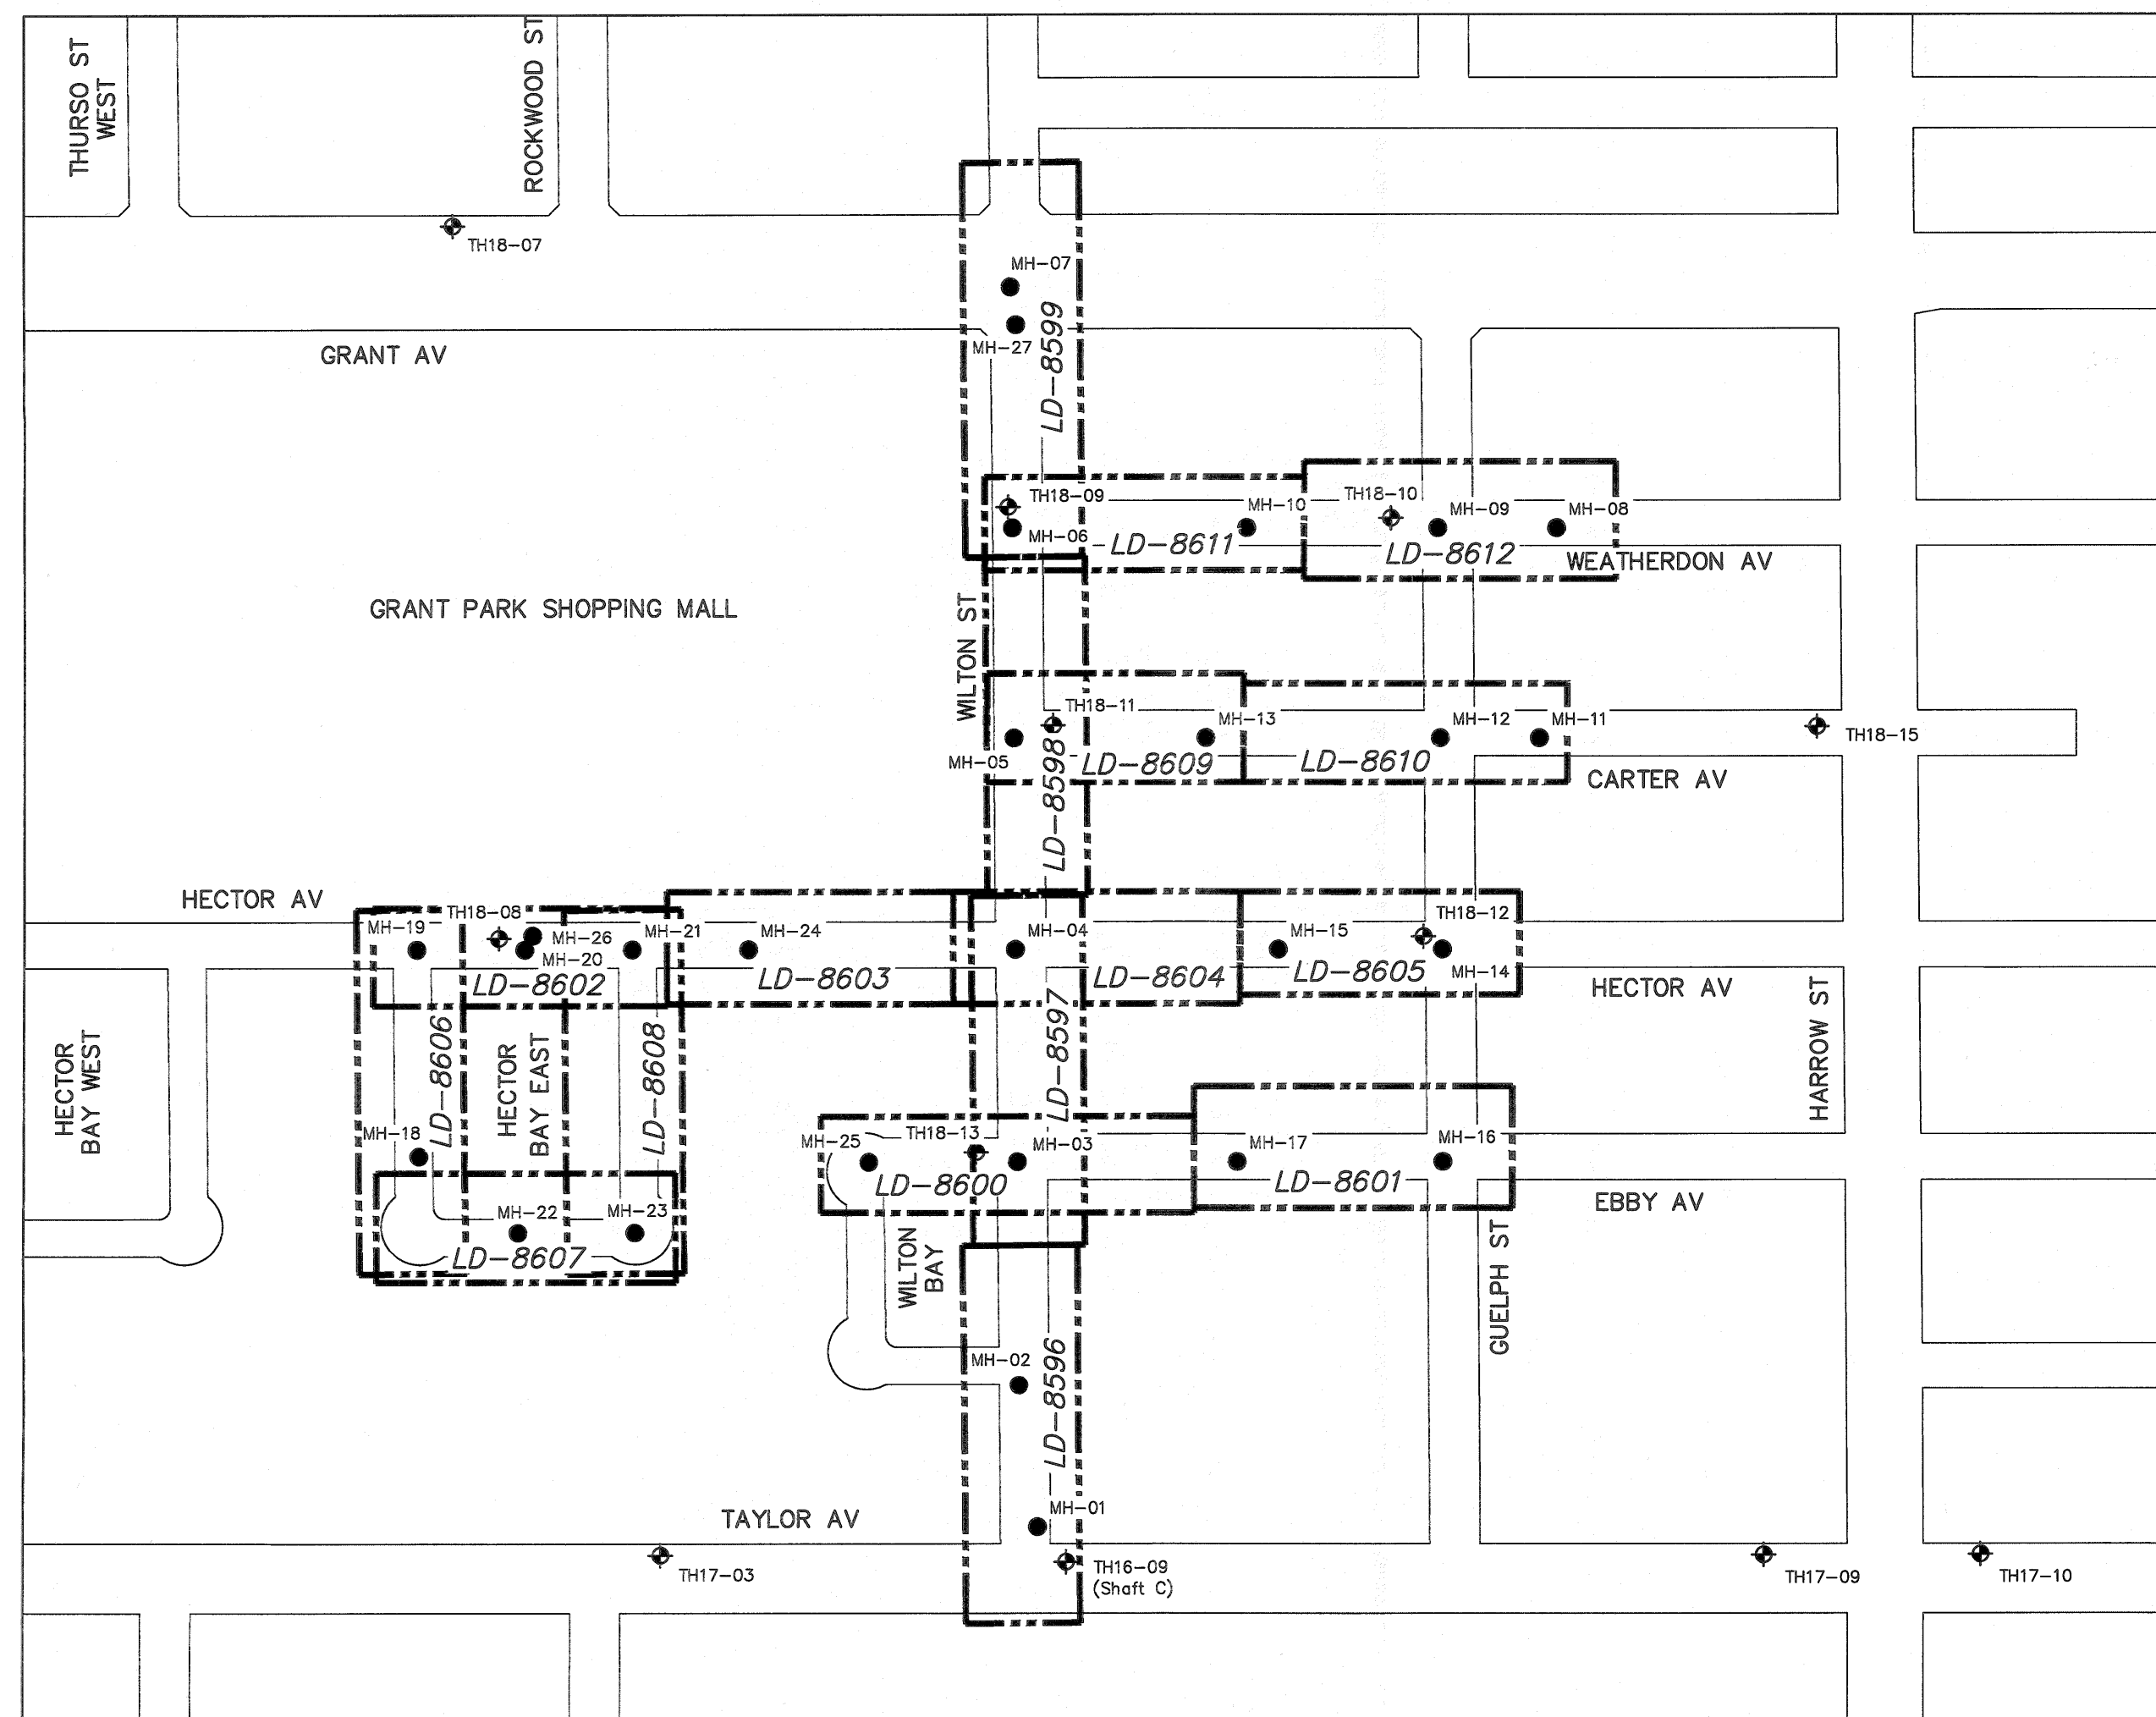 THURSO ST
WEST
ROCKWOOD ST
TH18-07
MH-07
LD-8599
MH-27
GRANT AV
TH18-09
MH-10
TH18-10
MH-09
MH-08
MH-06
LD-8611
LD-8612
WEATHERDON AV
GRANT PARK SHOPPING MALL
WILTON ST
TH18-11
MH-13
MH-12
MH-11
TH18-15
MH-05
LD-8598
LD-8609
LD-8610
CARTER AV
HECTOR AV
MH-19
TH18-08
MH-26
MH-20
MH-21
MH-24
MH-04
MH-15
TH18-12
MH-14
LD-8602
LD-8603
LD-8604
LD-8605
HECTOR AV
HARROW ST
HECTOR
BAY WEST
LD-8606
HECTOR
BAY EAST
LD-8608
LD-8597
MH-18
MH-25
TH18-13
MH-03
MH-17
MH-16
LD-8600
LD-8601
EBBY AV
MH-22
MH-23
LD-8607
WILTON
BAY
GUELPH ST
MH-02
LD-8596
MH-01
TAYLOR AV
TH17-03
TH16-09
(Shaft C)
TH17-09
TH17-10